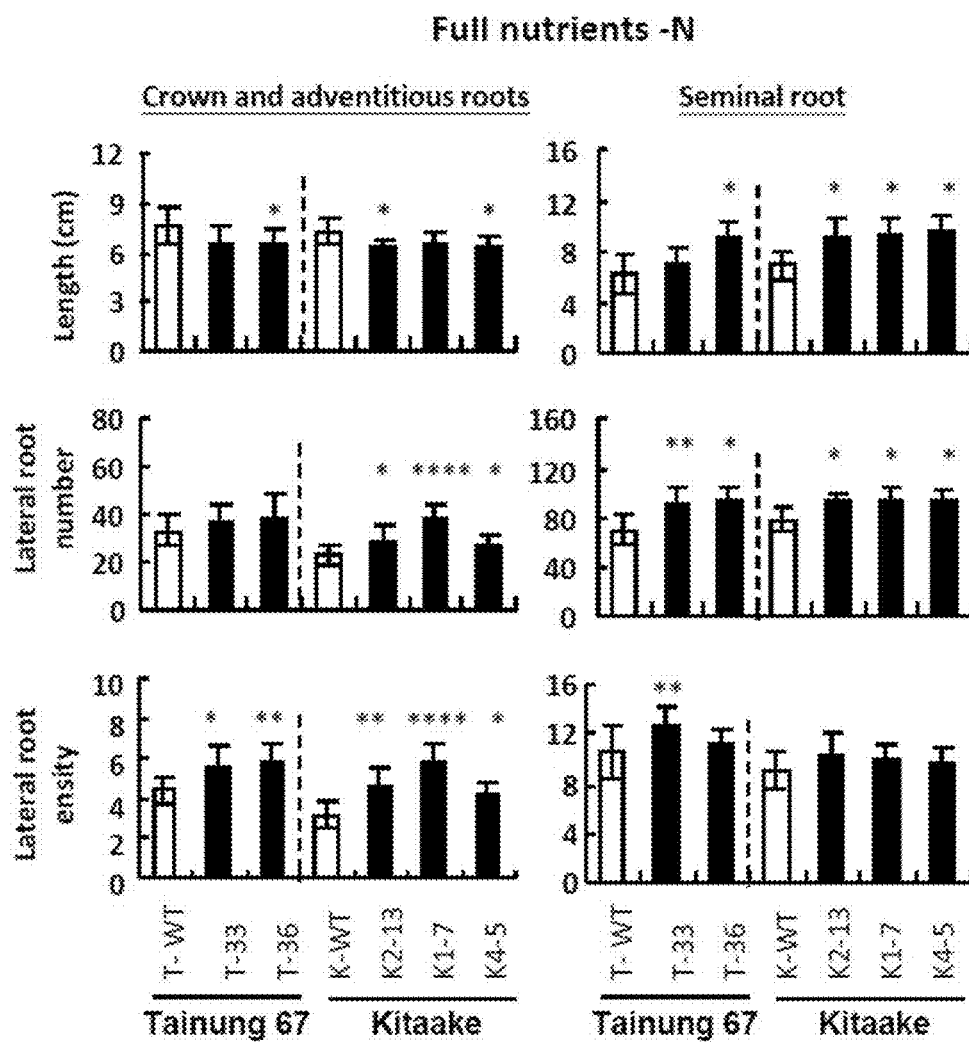 Full nutrients -N
Crown and adventitious roots
Seminal root
Length (cm)
12
9
6
3
0
*
*
*
16
12
8
4
0
*
*
*
*
Lateral root
number
80
60
40
20
0
*
****
*
160
120
80
40
0
**
*
*
*
*
Lateral root
ensity
10
8
6
4
2
0
*
**
**
****
*
16
12
8
4
0
**
T- WT
T-33
T-36
K-WT
K2-13
K1-7
K4-5
T- WT
T-33
T-36
K-WT
K2-13
K1-7
K4-5
Tainung 67
Kitaake
Tainung 67
Kitaake